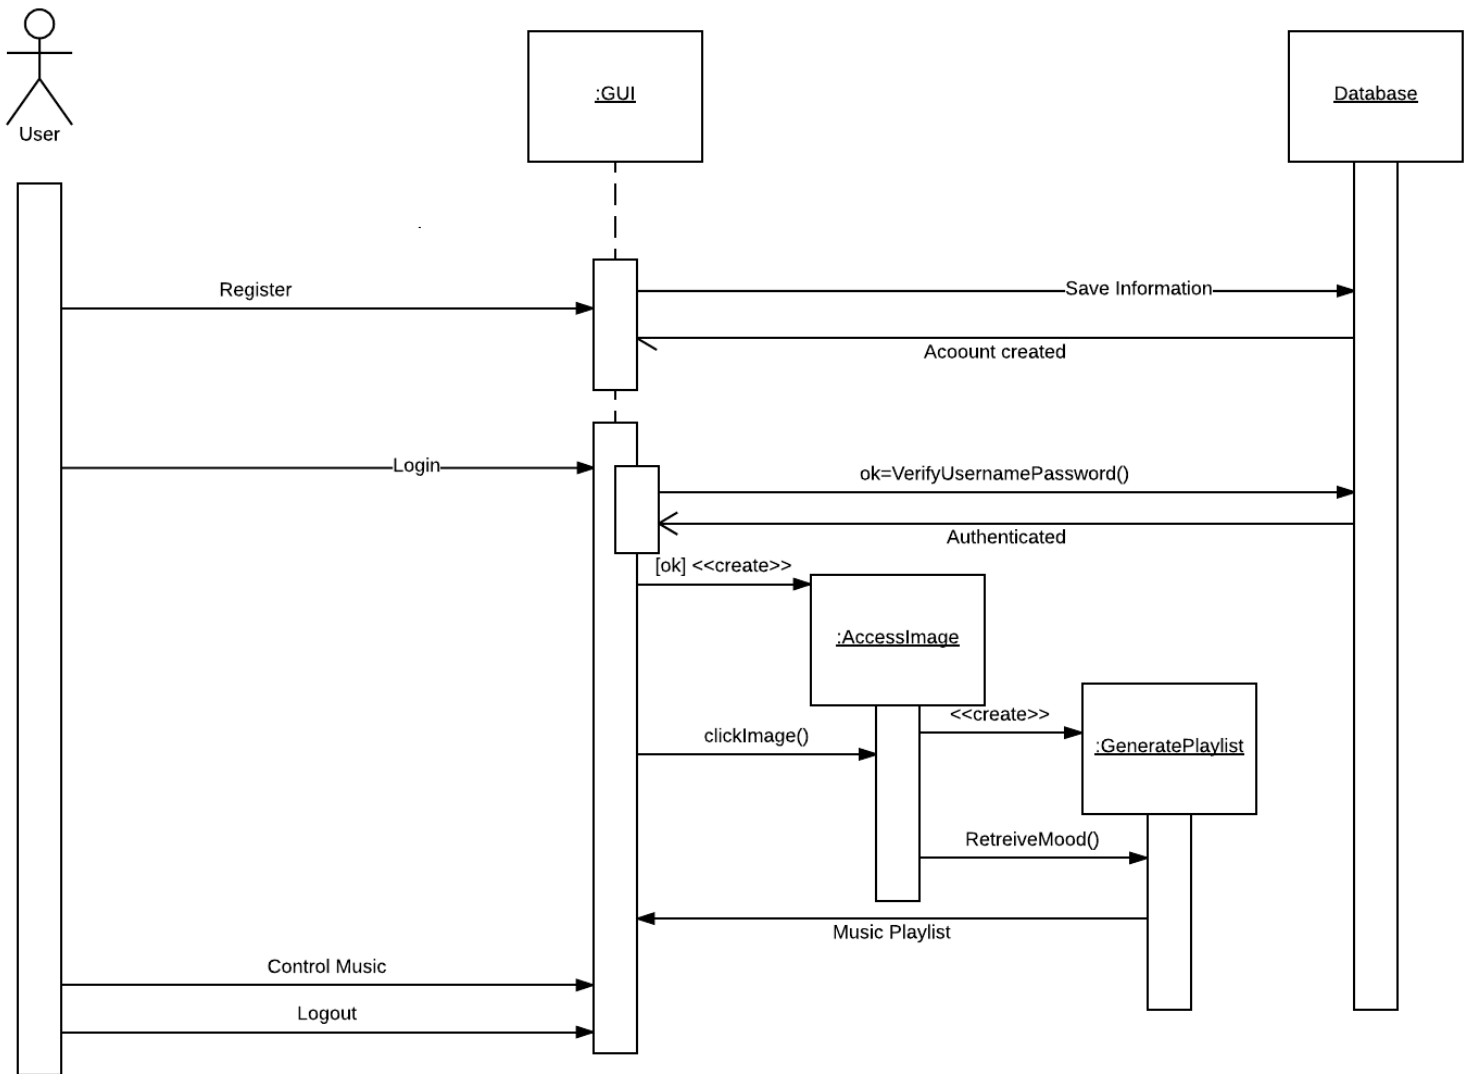 :GUI
Database
User
Register
Save Information
Acoount created
Login
ok=VerifyUsernamePassword()
Authenticated
[ok] <<create>>
:AccessImage
<<create>>
clickImage()
:GeneratePlaylist
RetreiveMood()
Music Playlist
Control Music
Logout